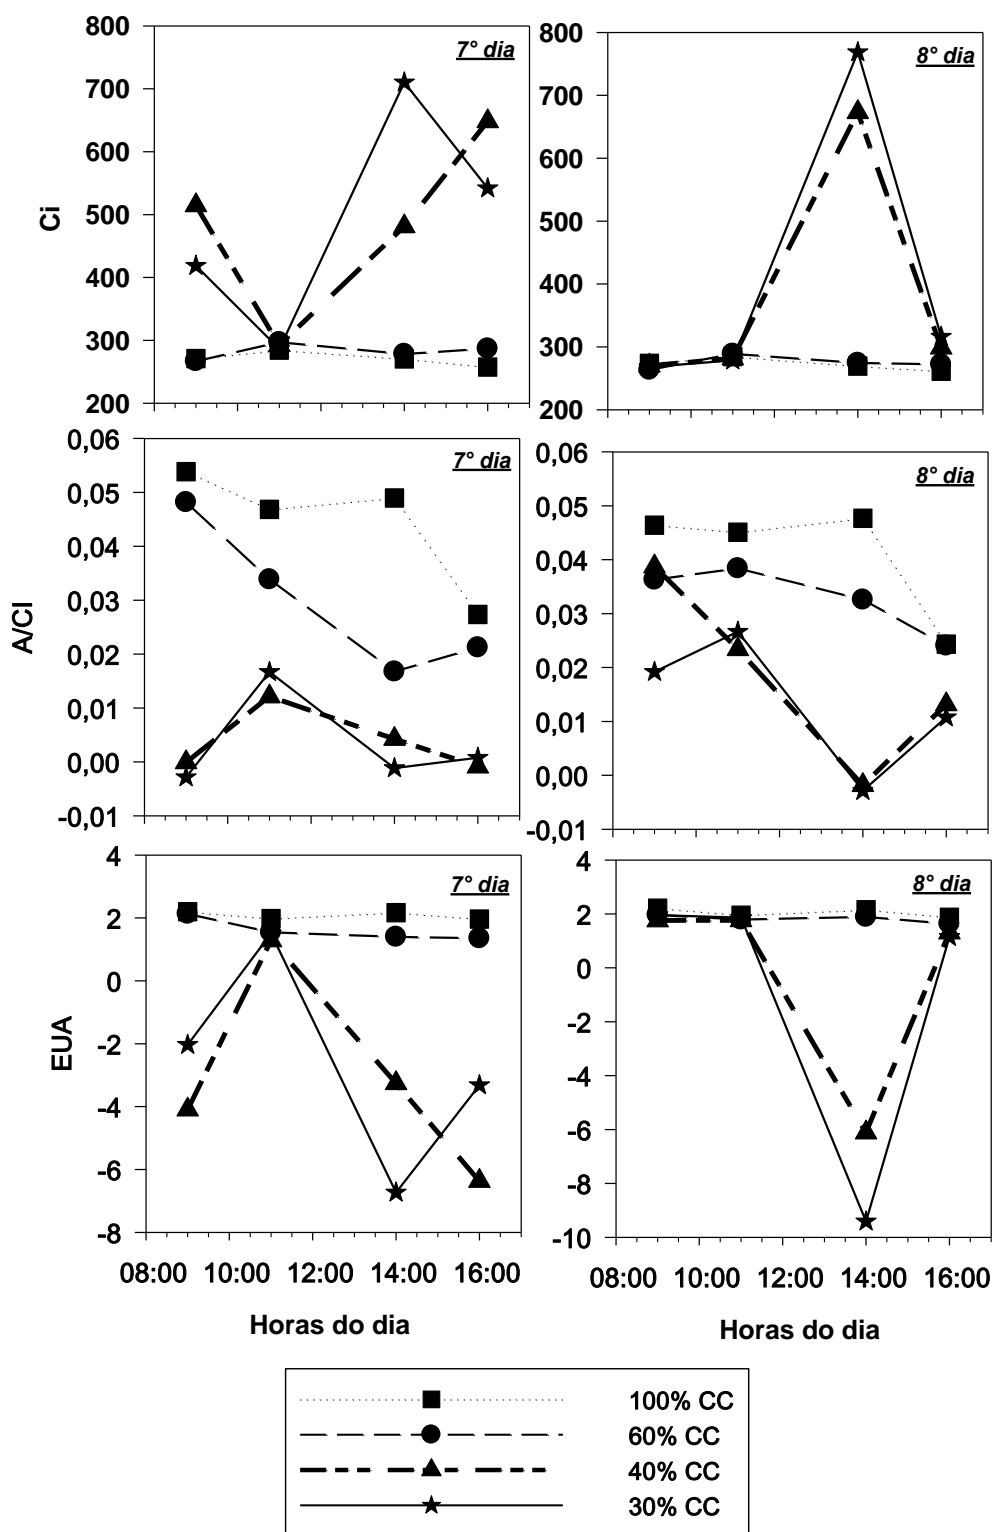 800
700
600
500
400
300
200
Ci
7° dia
800
700
600
500
400
300
200
8° dia
0,06
0,05
0,04
0,03
0,02
0,01
0,00
-0,01
A/CI
7° dia
0,06
0,05
0,04
0,03
0,02
0,01
0,00
-0,01
8° dia
4
2
0
-2
-4
-6
-8
EUA
7° dia
08:00 10:00 12:00 14:00 16:00
Horas do dia
4
2
0
-2
-4
-6
-8
-10
8° dia
08:00 10:00 12:00 14:00 16:00
Horas do dia
100% CC
60% CC
40% CC
30% CC